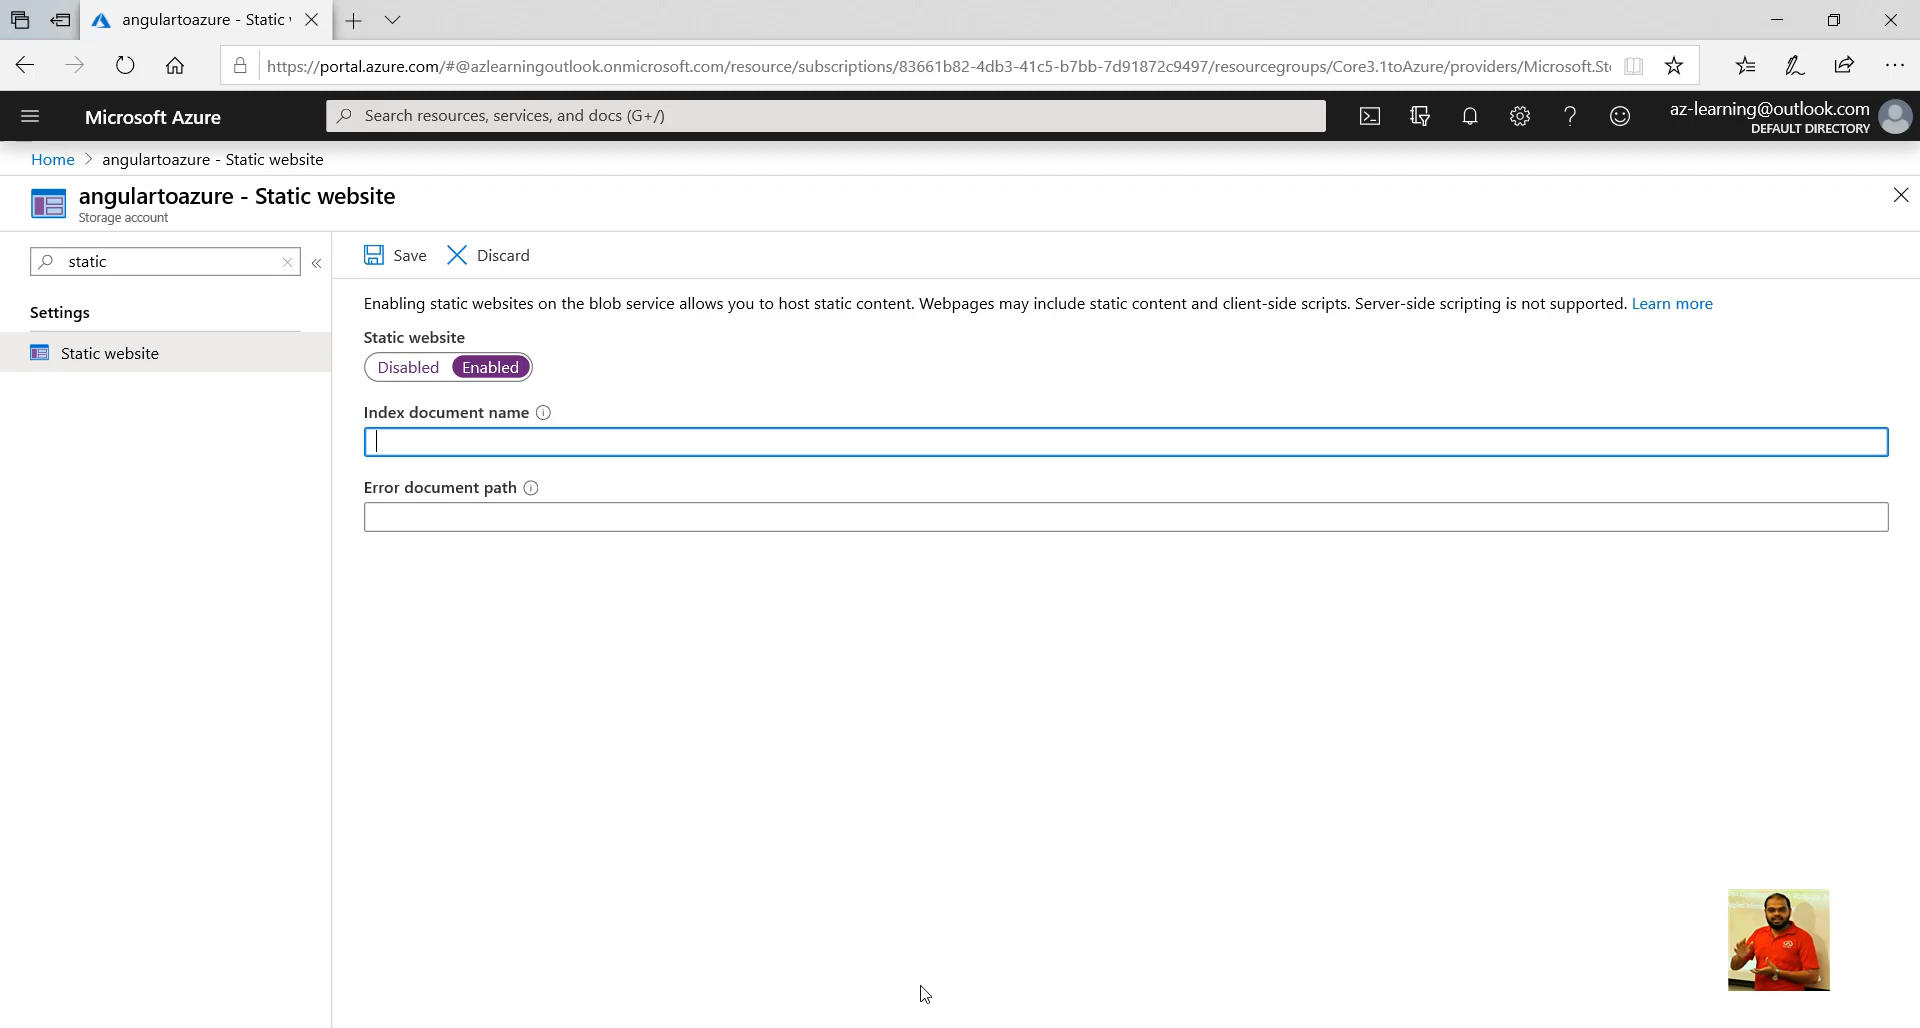 angulartoazure - Static
https://portal.azure.com/#@azlearningoutlook.onmicrosoft.com/resource/subscriptions/83661b82-4db3-41c5-b7bb-7d91872c9497/resourcegroups/Core3.1toAzure/providers/Microsoft.Sto
Microsoft Azure
Search resources, services, and docs (G+/)
az-learning@outlook.com
DEFAULT DIRECTORY
Home > angulartoazure - Static website
angulartoazure - Static website
Storage account
static
«
Save
Discard
Settings
Static website
Enabling static websites on the blob service allows you to host static content. Webpages may include static content and client-side scripts. Server-side scripting is not supported. Learn more
Static website
Disabled Enabled
Index document name
Error document path